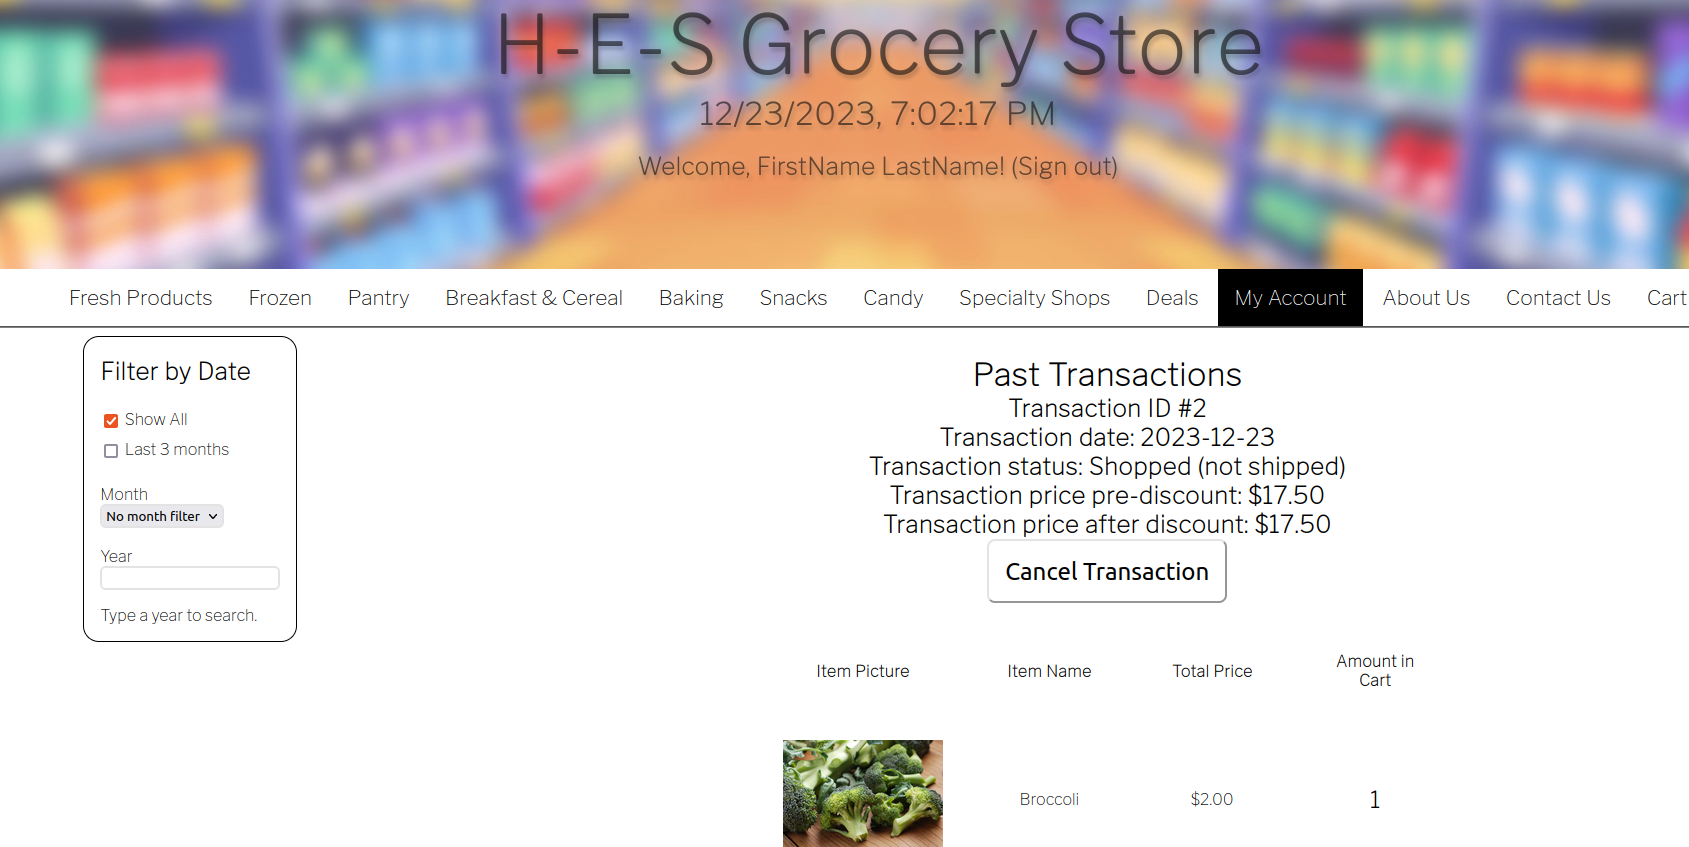 H-E-S Grocery Store
12/23/2023, 7:02:17 PM
Welcome, FirstName LastName! (Sign out)
Fresh Products Frozen Pantry Breakfast & Cereal Baking Snacks Candy Specialty Shops Deals My Account About Us Contact Us Cart
Filter by Date
Show All
Last 3 months
Month
No month filter
Year
Type a year to search.
Past Transactions
Transaction ID #2
Transaction date: 2023-12-23
Transaction status: Shopped (not shipped)
Transaction price pre-discount: $17.50
Transaction price after discount: $17.50
Cancel Transaction
Item Picture Item Name Total Price Amount in
Cart
Broccoli $2.00 1